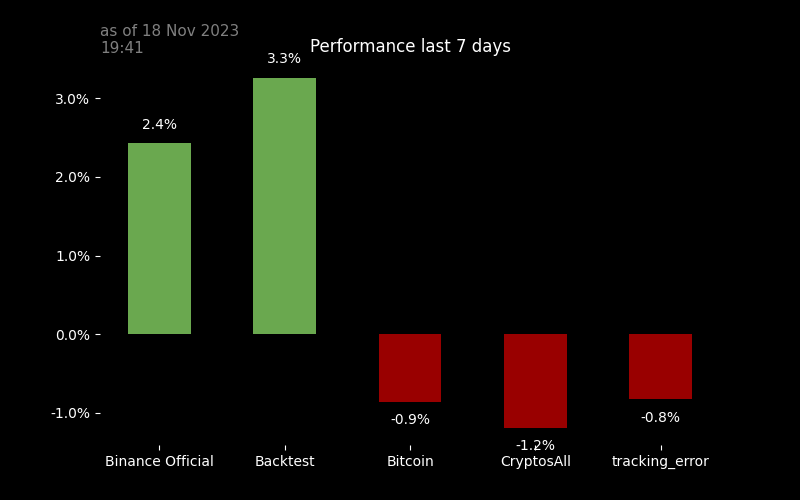 as of 18 Nov 2023
19:41
Performance last 7 days
3.3%
3.0%
2.4%
2.0%
1.0%
0.0%
-1.0%
-0.9%
-0.8%
-1.2%
Binance Official
Backtest
Bitcoin
CryptosAll
tracking_error